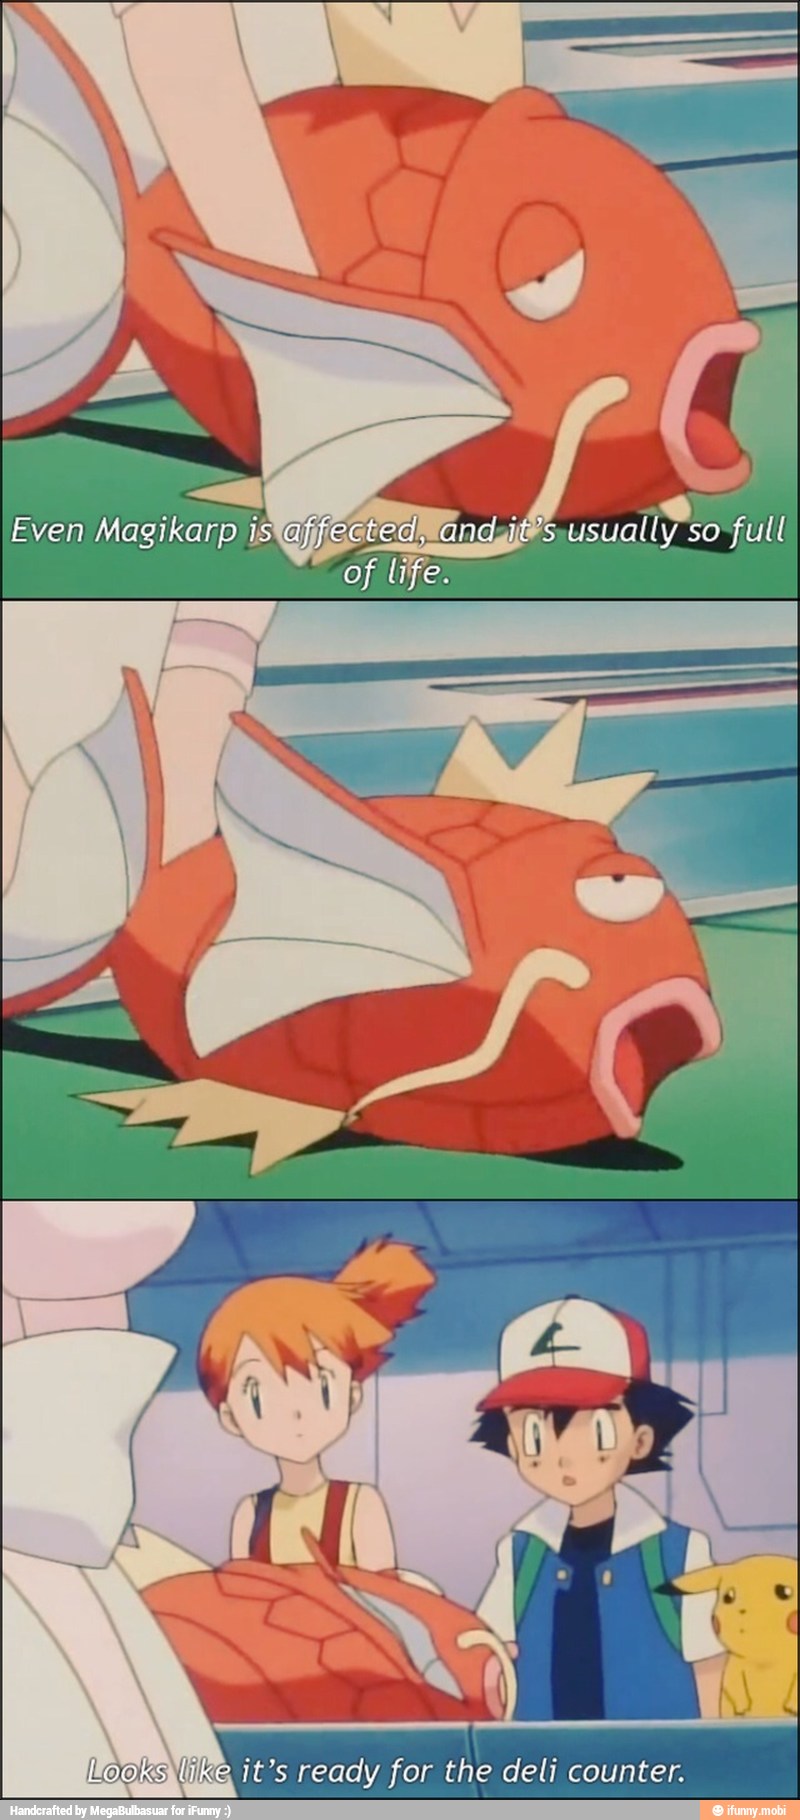 Even Magikarp is affected, and it's usually so full
of life.
Looks like it's ready for the deli counter.
Handcrafted by MegaBulbasuar for iFunny :)
ifunny.mobi